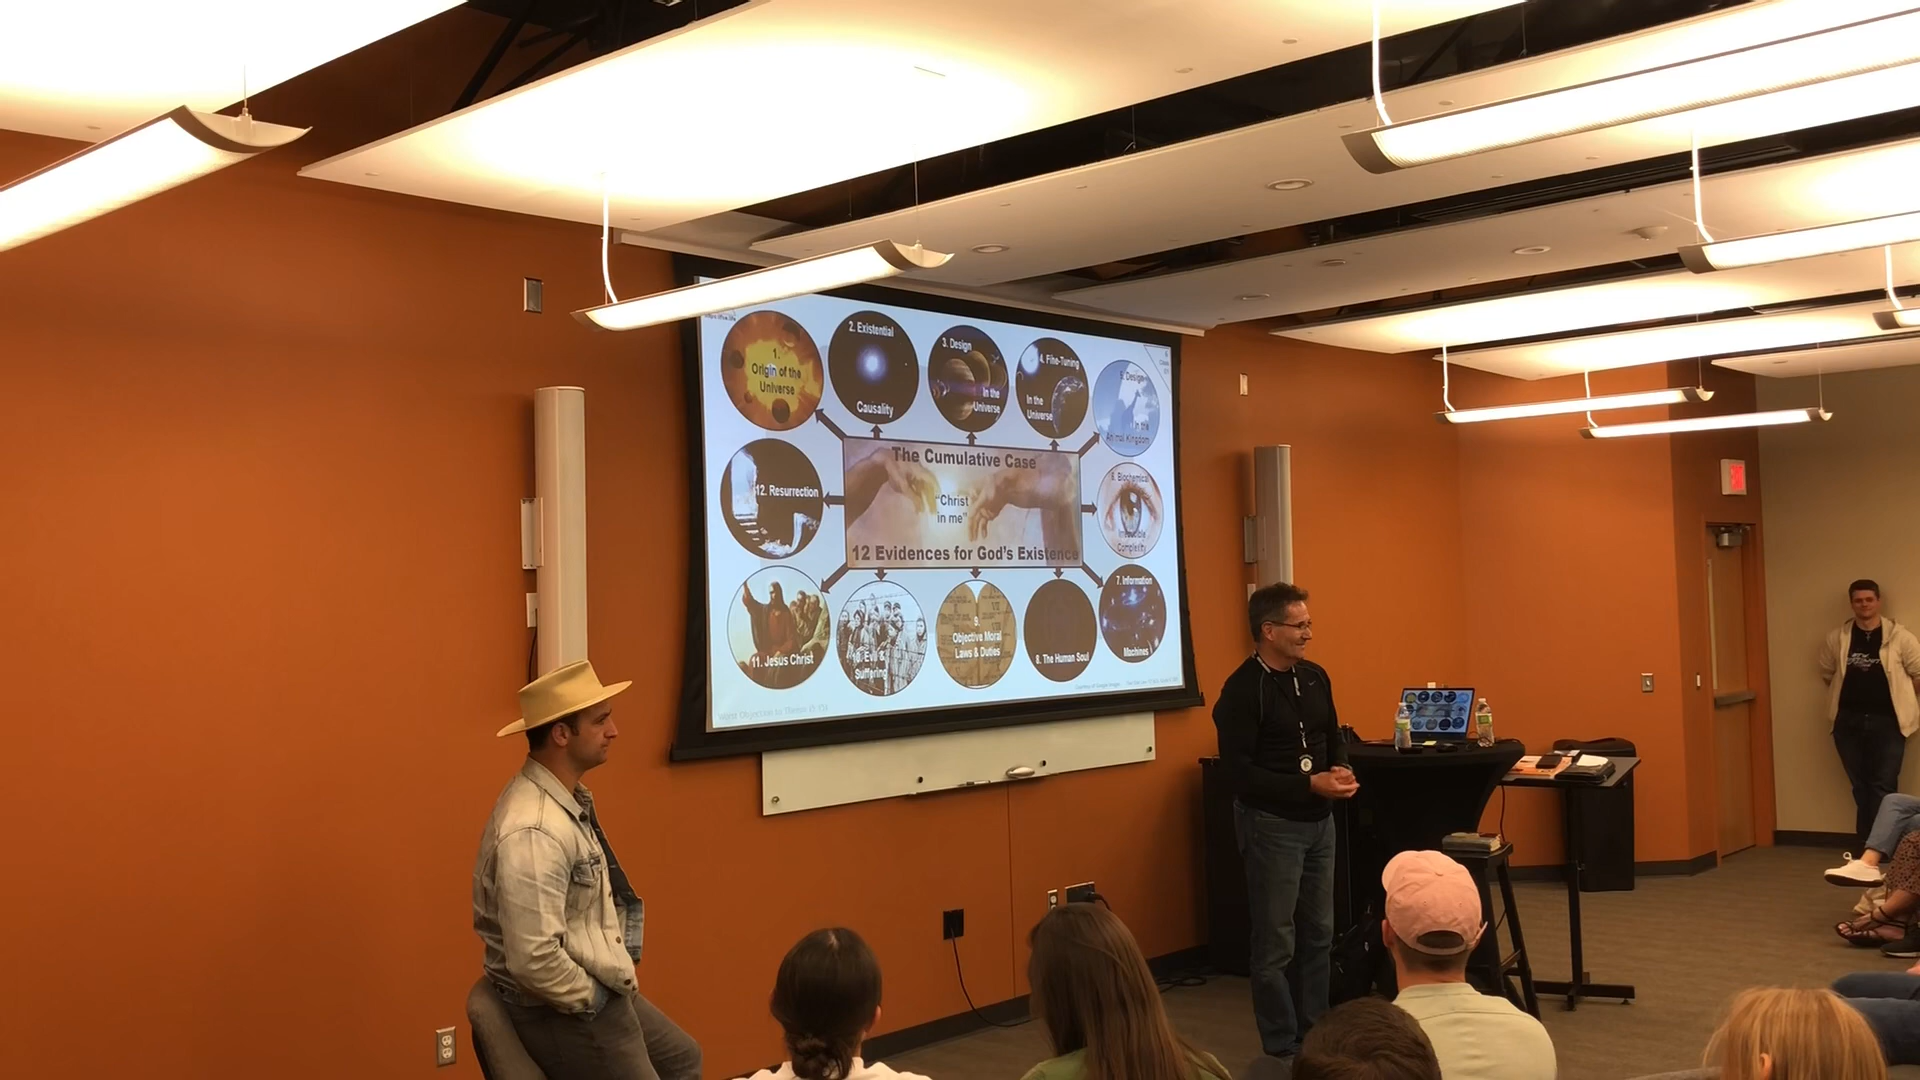 1.
Origin of the
Universe
2. Existential
Causality
3. Design
In the
Universe
4. Fine-Tuning
In the
Universe
5. Design
In the
Animal Kingdom
The Cumulative Case
"Christ
in me"
12 Evidences for God's Existence
12. Resurrection
6. Biochemical
Irreducible
Complexity
11. Jesus Christ
10. Evil &
Suffering
9.
Objective Moral
Laws & Duties
8. The Human Soul
7. Information
Machines